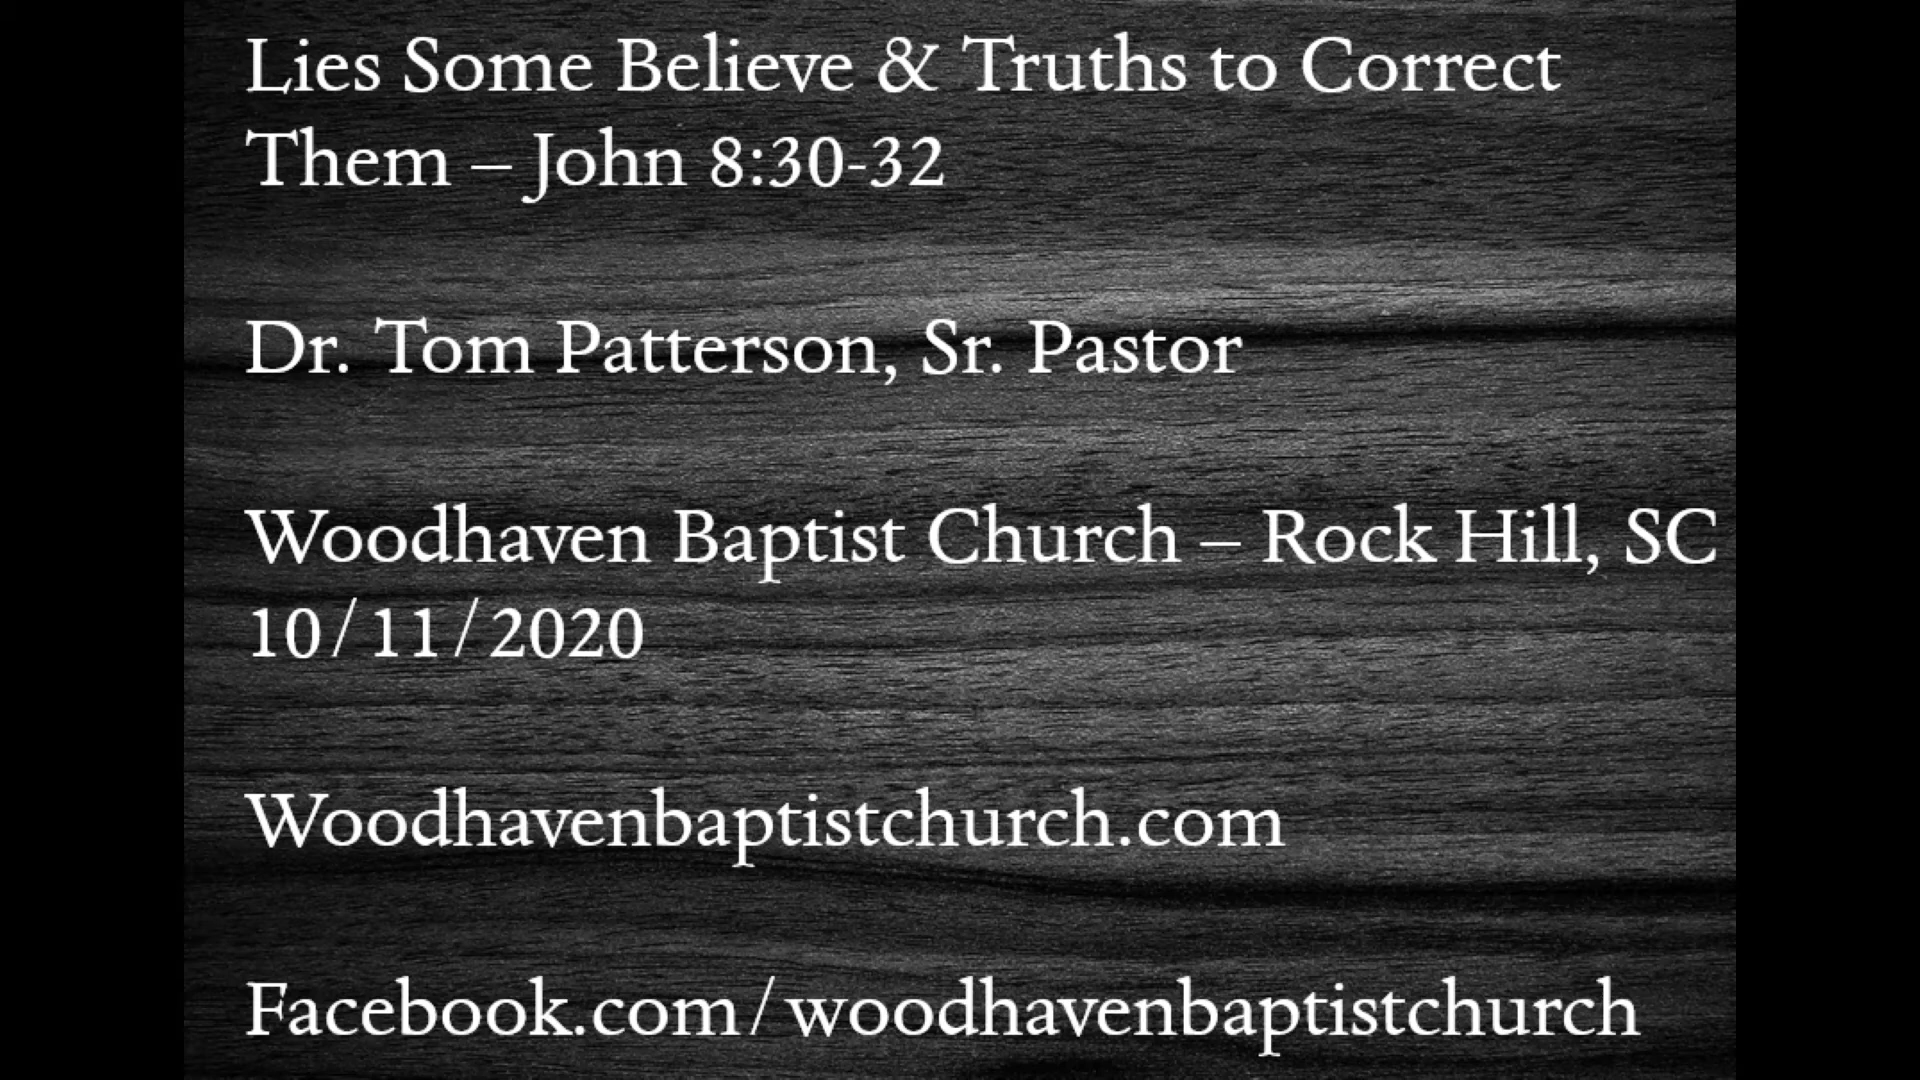 Lies Some Believe & Truths to Correct
Them – John 8:30-32
Dr. Tom Patterson, Sr. Pastor
Woodhaven Baptist Church – Rock Hill, SC
10/11/2020
Woodhavenbaptistchurch.com
Facebook.com/woodhavenbaptistchurch